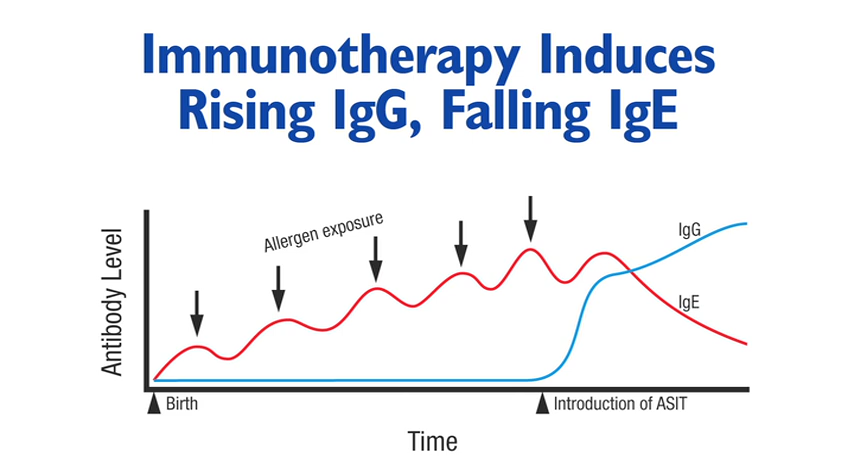 Immunotherapy Induces
Rising IgG, Falling IgE
Allergen exposure
IgG
IgE
Antibody Level
Birth
Introduction of ASIT
Time